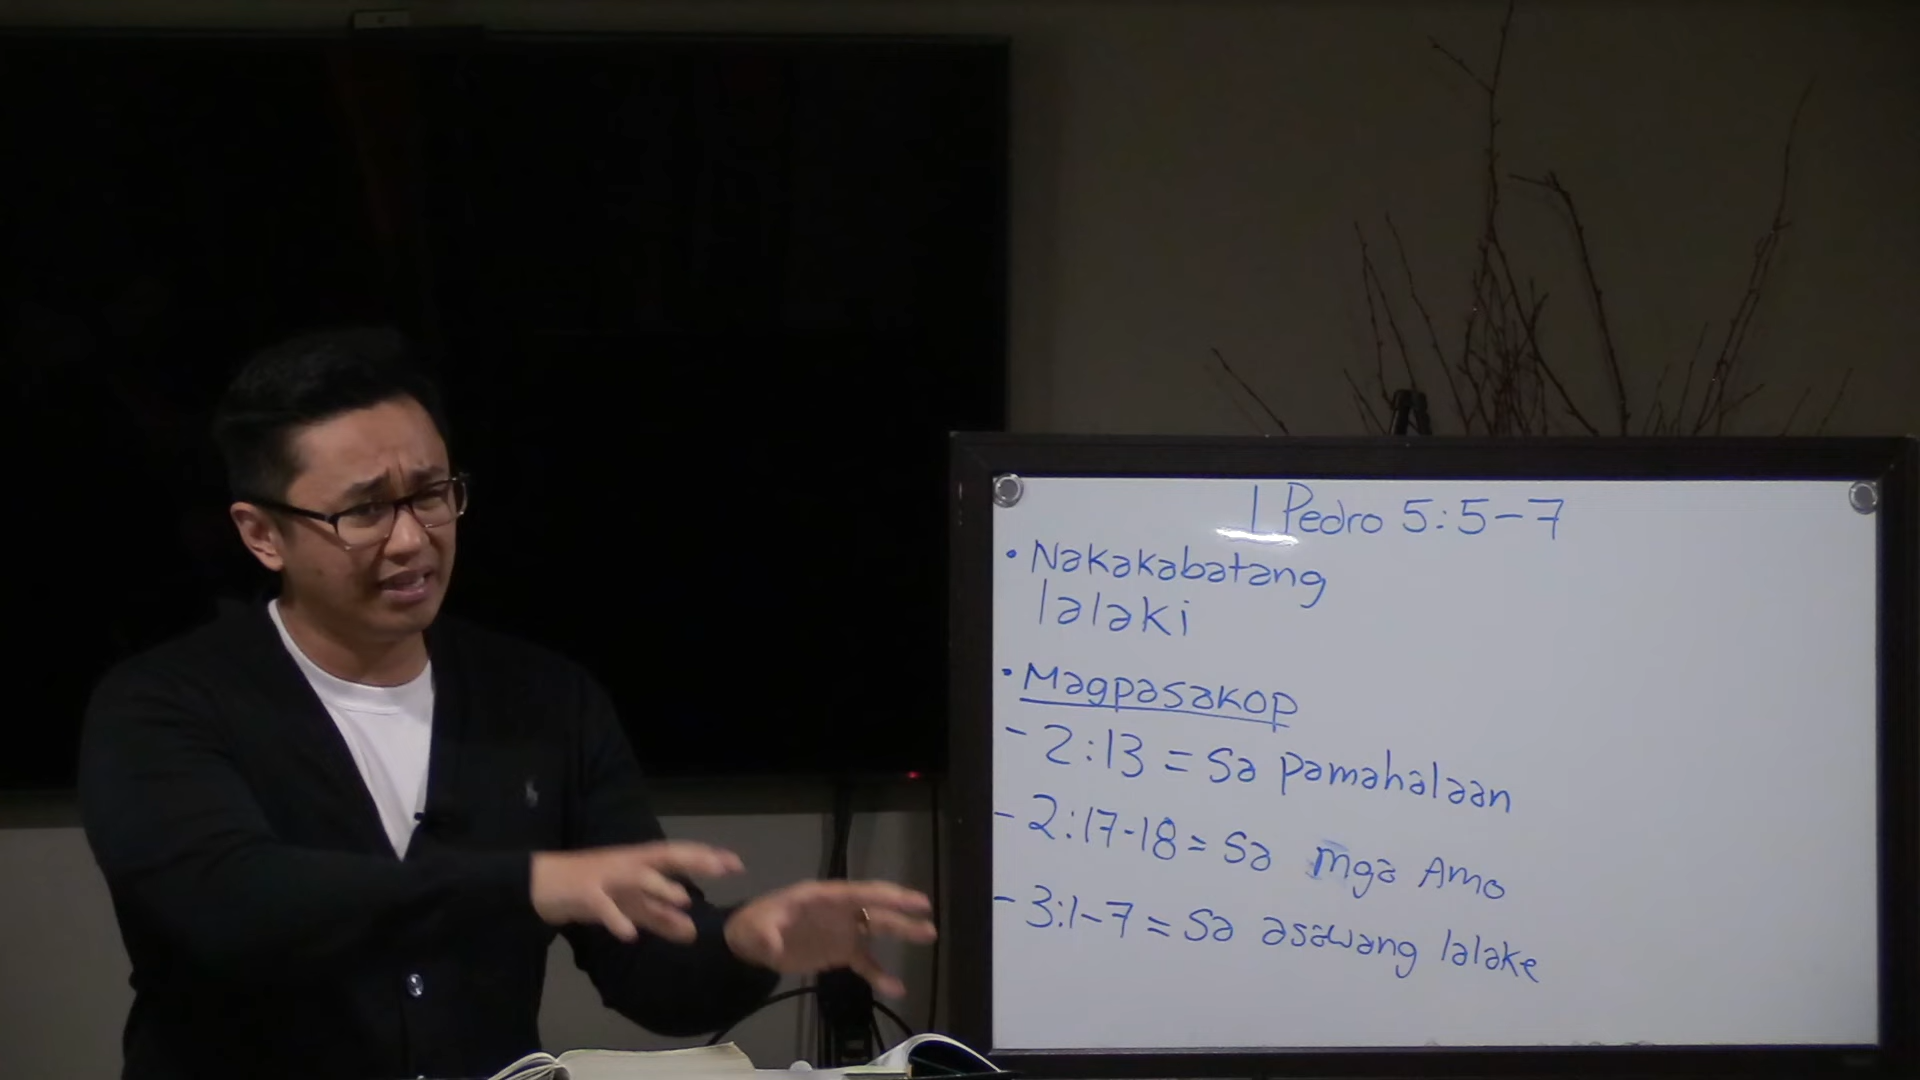 1 Pedro 5:5-7
• Nakakabatang
lalaki
• Magpasakop
- 2:13 = Sa pamahalaan
- 2:17-18 = Sa mga Amo
- 3:1-7 = Sa asawang lalake